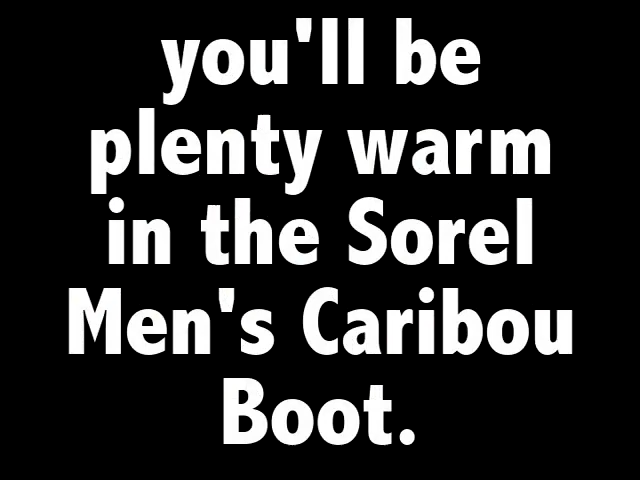 you'll be
plenty warm
in the Sorel
Men's Caribou
Boot.